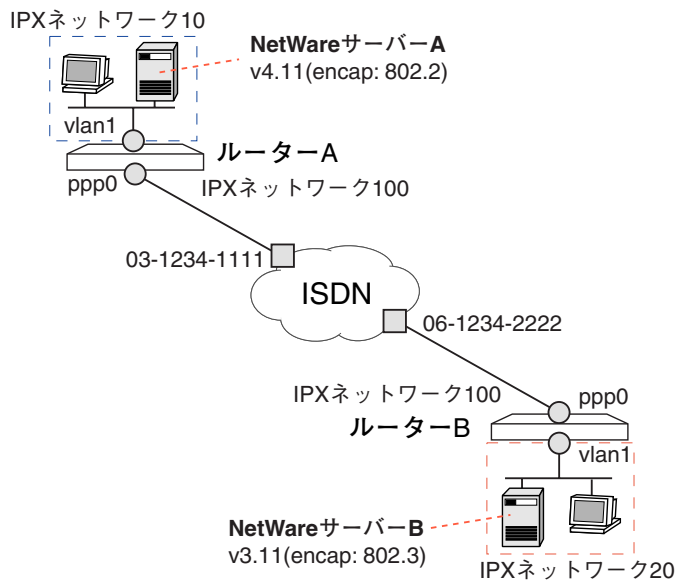 IPXネットワーク10
NetWareサーバーA
v4.11(encap: 802.2)
vlan1
ルーターA
ppp0
IPXネットワーク100
03-1234-1111
ISDN
06-1234-2222
IPXネットワーク100
ppp0
ルーターB
vlan1
NetWareサーバーB
v3.11(encap: 802.3)
IPXネットワーク20